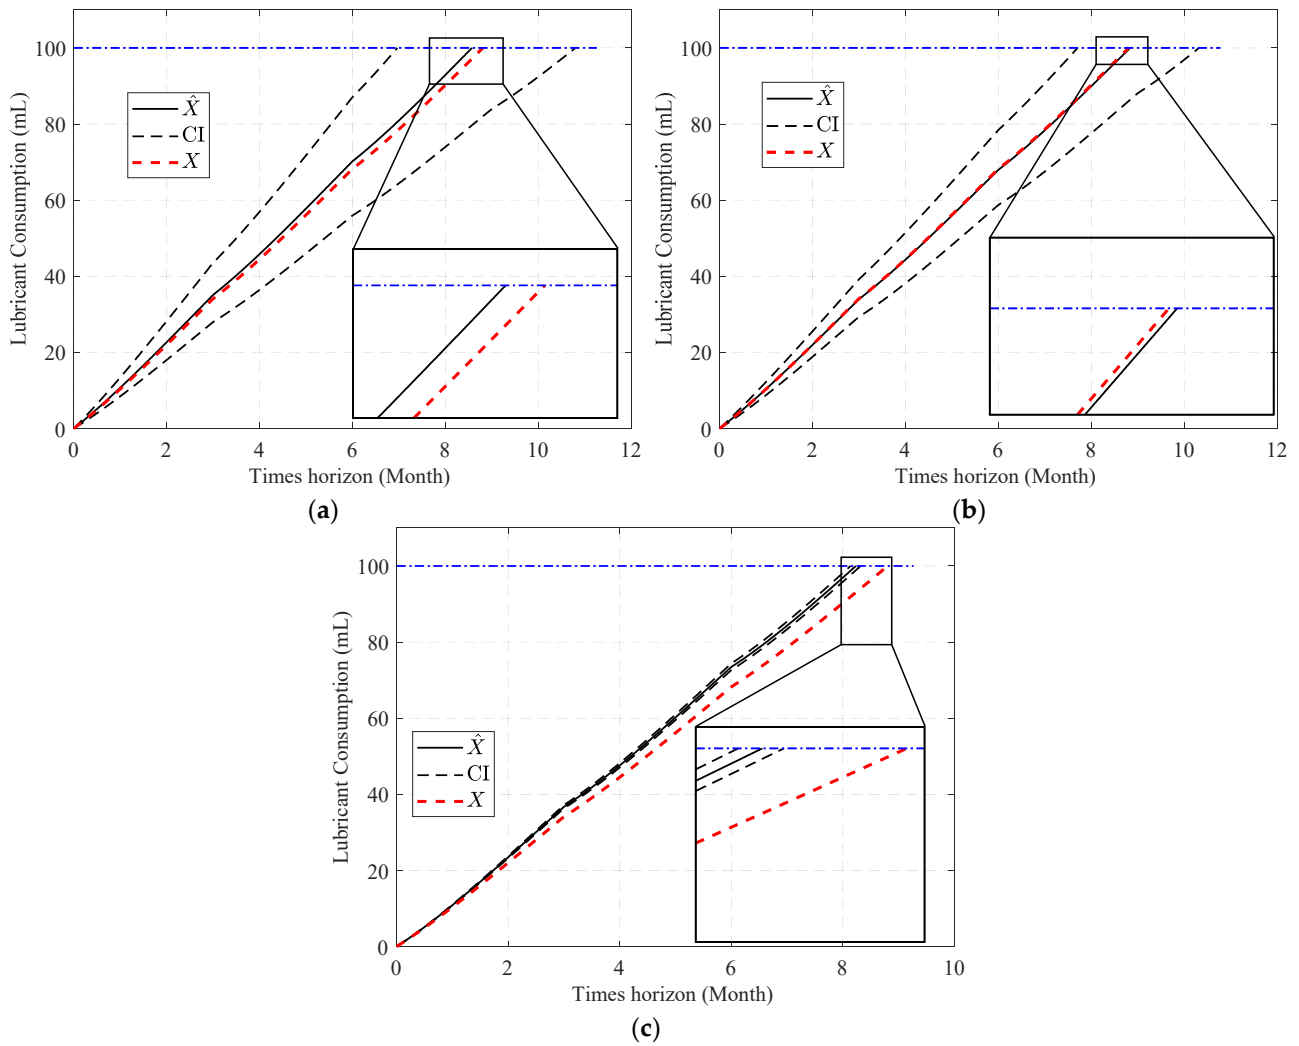 100
80
60
40
20
0
Lubricant Consumption (mL)
X̂
CI
X
0 2 4 6 8 10 12
Times horizon (Month)
(a)
100
80
60
40
20
0
Lubricant Consumption (mL)
X̂
CI
X
0 2 4 6 8 10 12
Times horizon (Month)
(b)
100
80
60
40
20
0
Lubricant Consumption (mL)
X̂
CI
X
0 2 4 6 8 10
Times horizon (Month)
(c)